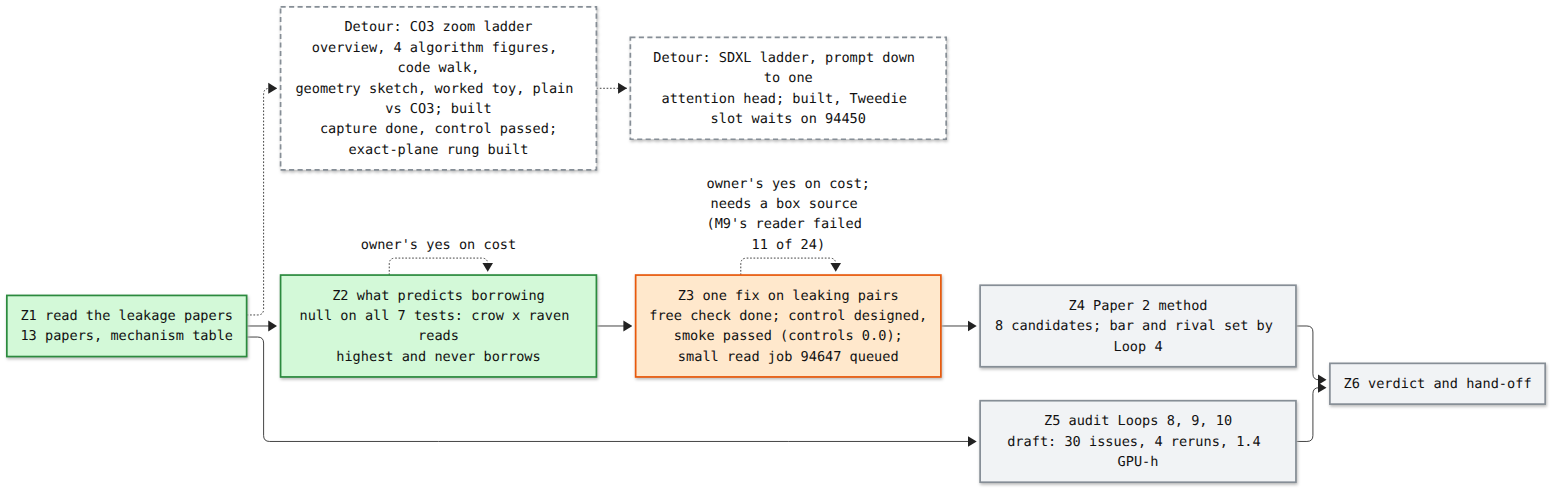 Detour: CO3 zoom ladder
overview, 4 algorithm figures,
code walk,
geometry sketch, worked toy, plain
vs CO3; built
capture done, control passed;
exact-plane rung built
Detour: SDXL ladder, prompt down
to one
attention head; built, Tweedie
slot waits on 94450
owner's yes on cost;
needs a box source
(M9's reader failed
11 of 24)
owner's yes on cost
Z1 read the leakage papers
13 papers, mechanism table
Z2 what predicts borrowing
null on all 7 tests: crow x raven
reads
highest and never borrows
Z3 one fix on leaking pairs
free check done; control designed,
smoke passed (controls 0.0);
small read job 94647 queued
Z4 Paper 2 method
8 candidates; bar and rival set by
Loop 4
Z5 audit Loops 8, 9, 10
draft: 30 issues, 4 reruns, 1.4
GPU-h
Z6 verdict and hand-off